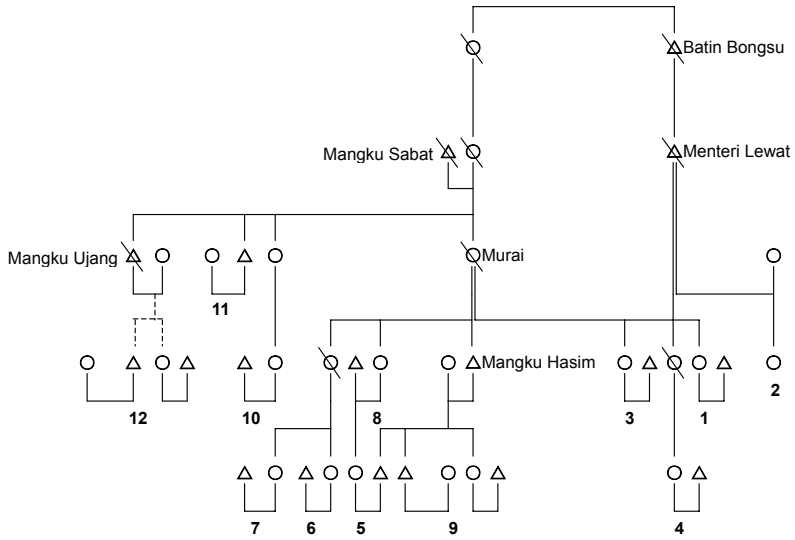 Batin Bongsu
Mangku Sabat
Menteri Lewat
Mangku Ujang
Murai
11
Mangku Hasim
2
12
10
8
3
1
7
6
5
9
4